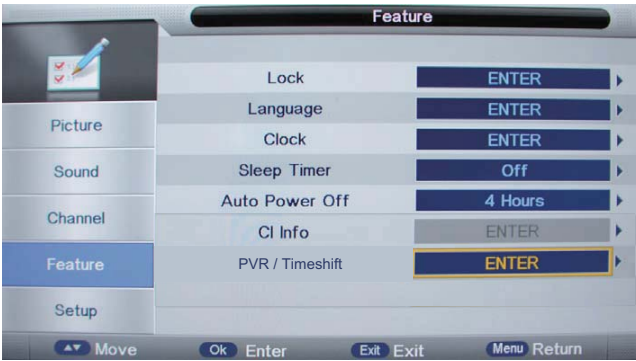 Feature
Lock ENTER
Language ENTER
Clock ENTER
Sleep Timer Off
Auto Power Off 4 Hours
CI Info ENTER
PVR / Timeshift ENTER
Picture
Sound
Channel
Feature
Setup
Move Ok Enter Exit Exit Menu Return